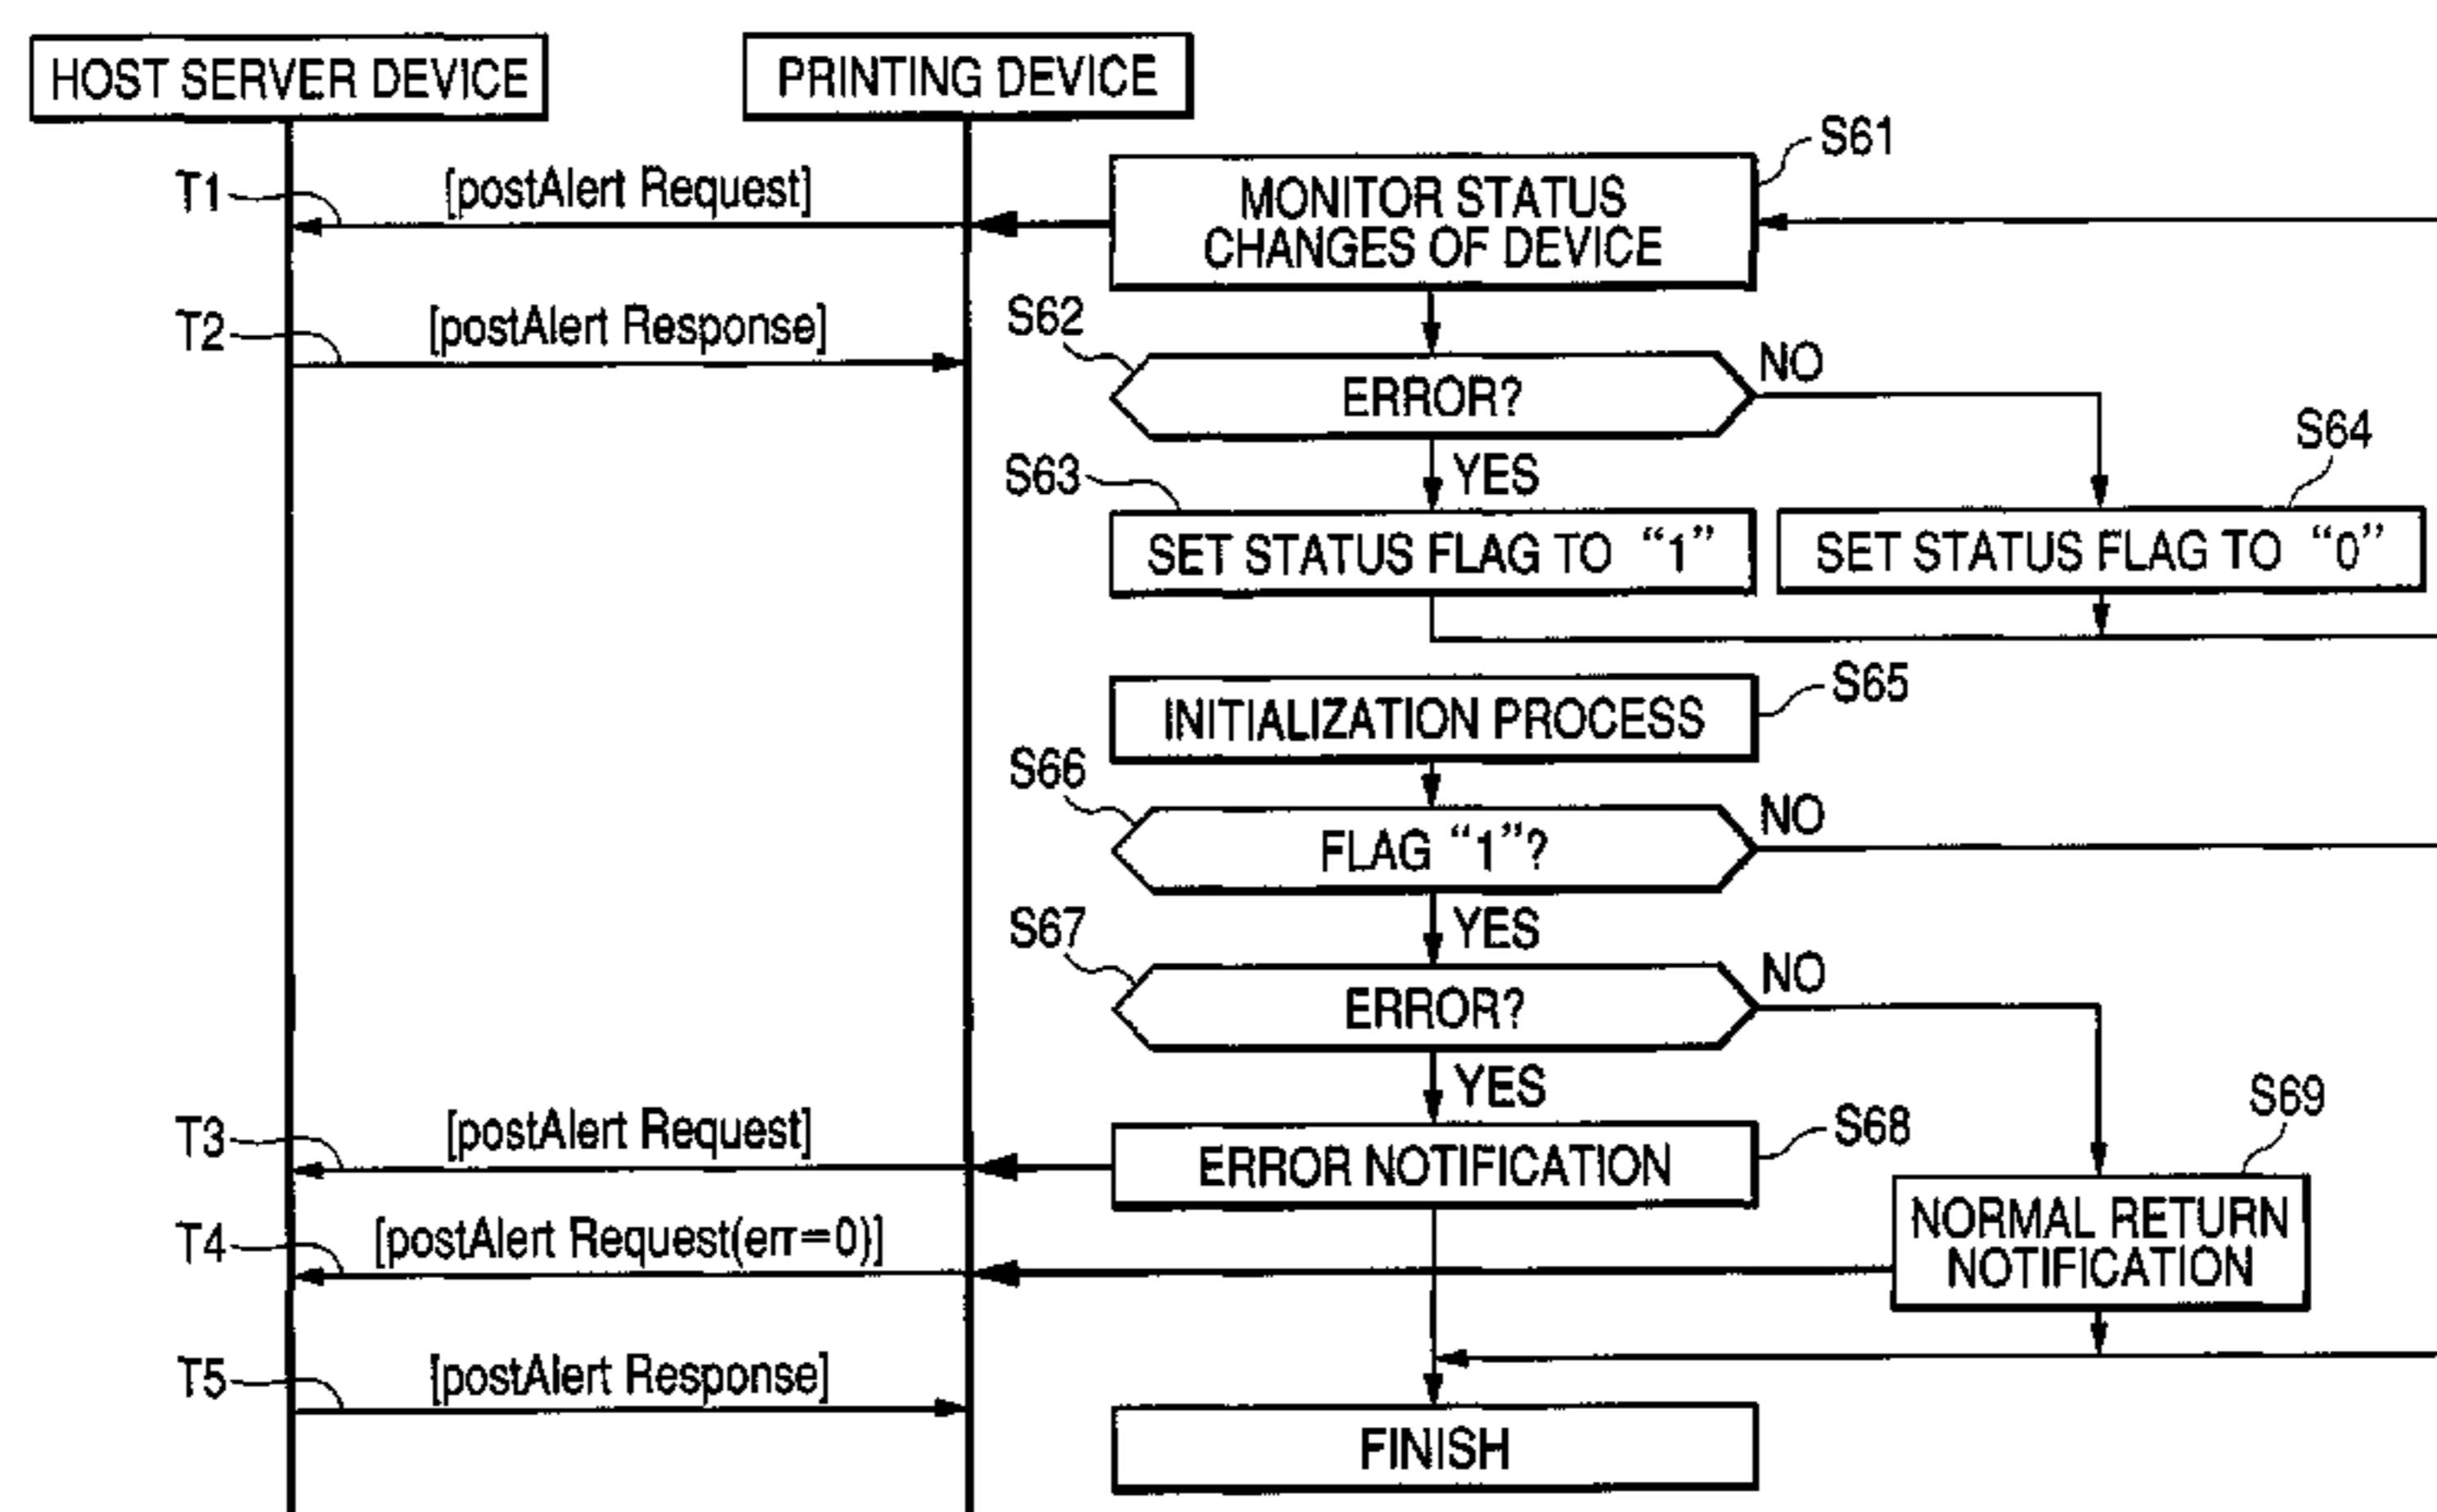 HOST SERVER DEVICE
PRINTING DEVICE
S61
T1
[postAlert Request]
MONITOR STATUS
CHANGES OF DEVICE
T2
[postAlert Response]
S62
ERROR?
NO
S64
S63
YES
SET STATUS FLAG TO “1”
SET STATUS FLAG TO “0”
INITIALIZATION PROCESS
S65
S66
FLAG “1”?
NO
S67
YES
ERROR?
NO
YES
S69
T3
[postAlert Request]
ERROR NOTIFICATION
S68
T4
[postAlert Request(err=0)]
NORMAL RETURN
NOTIFICATION
T5
[postAlert Response]
FINISH